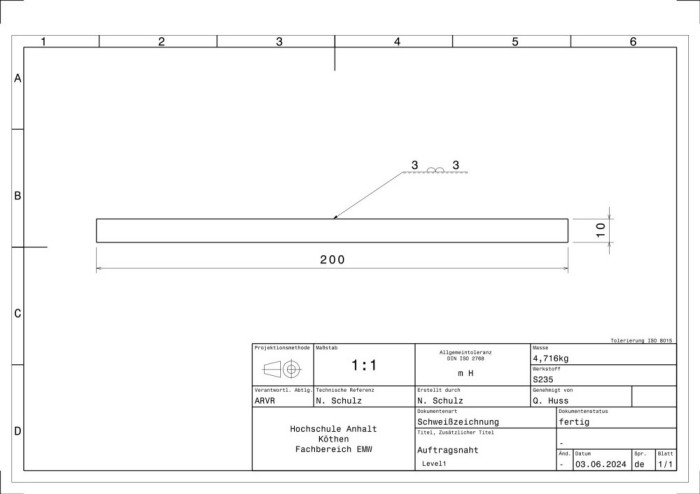 1 2 3 4 5 6
A
B
C
D
3 3
10
200
Tolerierung ISO 8015
Projektionsmethode
Maßstab
1:1
Allgemeintoleranz
DIN ISO 2768
m H
Masse
4,716kg
Werkstoff
S235
Verantwortl. Abtlg.
ARVR
Technische Referenz
N. Schulz
Erstellt durch
N. Schulz
Genehmigt von
Q. Huss
Hochschule Anhalt
Köthen
Fachbereich EMW
Dokumentenart
Schweißzeichnung
Dokumentenstatus
fertig
Titel, Zusätzlicher Titel
Auftragsnaht
Level1
-
Änd.
-
Datum
03.06.2024
Spr.
de
Blatt
1/1